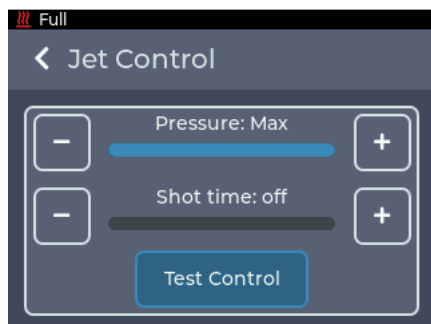 Full
Jet Control
Pressure: Max
- +
Shot time: off
- +
Test Control